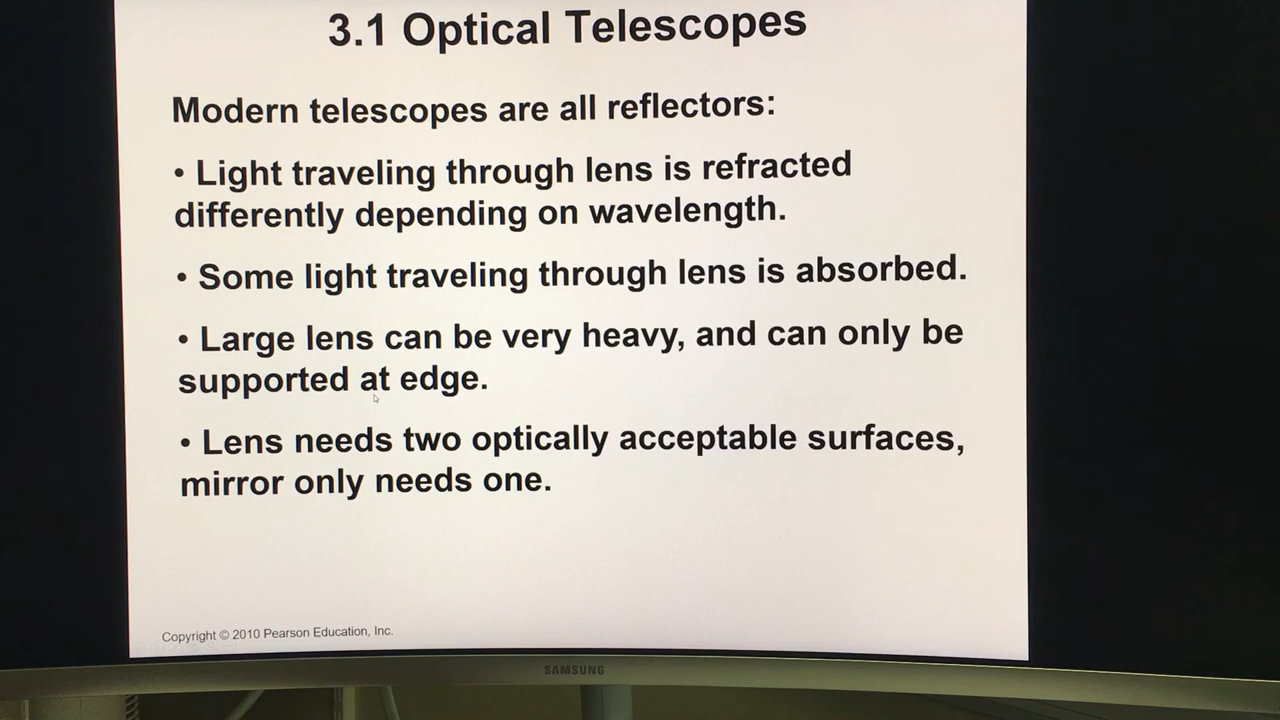 3.1 Optical Telescopes
Modern telescopes are all reflectors:
• Light traveling through lens is refracted
differently depending on wavelength.
• Some light traveling through lens is absorbed.
• Large lens can be very heavy, and can only be
supported at edge.
• Lens needs two optically acceptable surfaces,
mirror only needs one.
Copyright © 2010 Pearson Education, Inc.
SAMSUNG